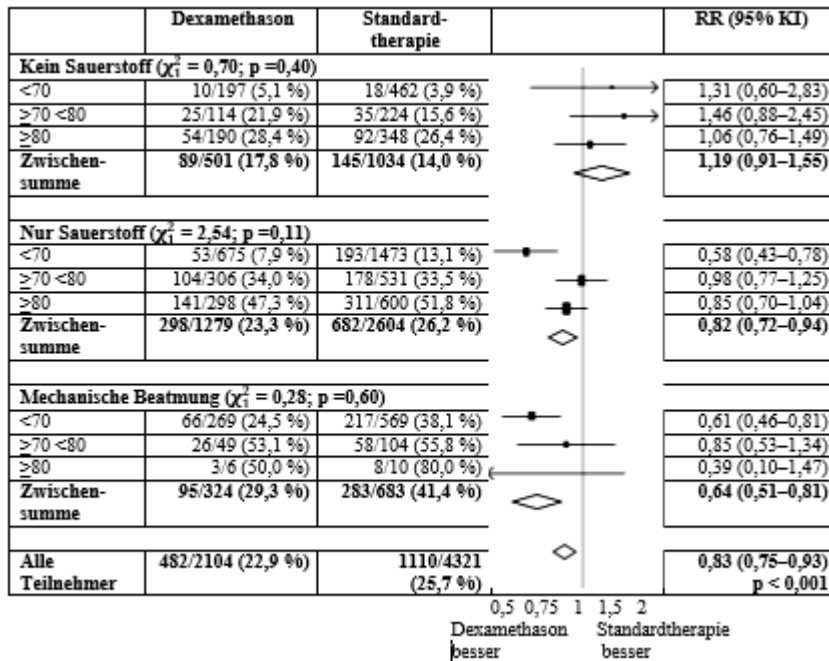 Dexamethason Standard-therapie RR (95% KI)
Kein Sauerstoff (χ₁² = 0,70; p =0,40)
<70 10/197 (5,1 %) 18/462 (3,9 %) 1,31 (0,60–2,83)
≥70 <80 25/114 (21,9 %) 35/224 (15,6 %) 1,46 (0,88–2,45)
≥80 54/190 (28,4 %) 92/348 (26,4 %) 1,06 (0,76–1,49)
Zwischen-summe 89/501 (17,8 %) 145/1034 (14,0 %) 1,19 (0,91–1,55)
Nur Sauerstoff (χ₁² = 2,54; p =0,11)
<70 53/675 (7,9 %) 193/1473 (13,1 %) 0,58 (0,43–0,78)
≥70 <80 104/306 (34,0 %) 178/531 (33,5 %) 0,98 (0,77–1,25)
≥80 141/298 (47,3 %) 311/600 (51,8 %) 0,85 (0,70–1,04)
Zwischen-summe 298/1279 (23,3 %) 682/2604 (26,2 %) 0,82 (0,72–0,94)
Mechanische Beatmung (χ₁² = 0,28; p =0,60)
<70 66/269 (24,5 %) 217/569 (38,1 %) 0,61 (0,46–0,81)
≥70 <80 26/49 (53,1 %) 58/104 (55,8 %) 0,85 (0,53–1,34)
≥80 3/6 (50,0 %) 8/10 (80,0 %) 0,39 (0,10–1,47)
Zwischen-summe 95/324 (29,3 %) 283/683 (41,4 %) 0,64 (0,51–0,81)
Alle Teilnehmer 482/2104 (22,9 %) 1110/4321 (25,7 %) 0,83 (0,75–0,93) p < 0,001
0,5 0,75 1 1,5 2
Dexamethason besser Standardtherapie besser